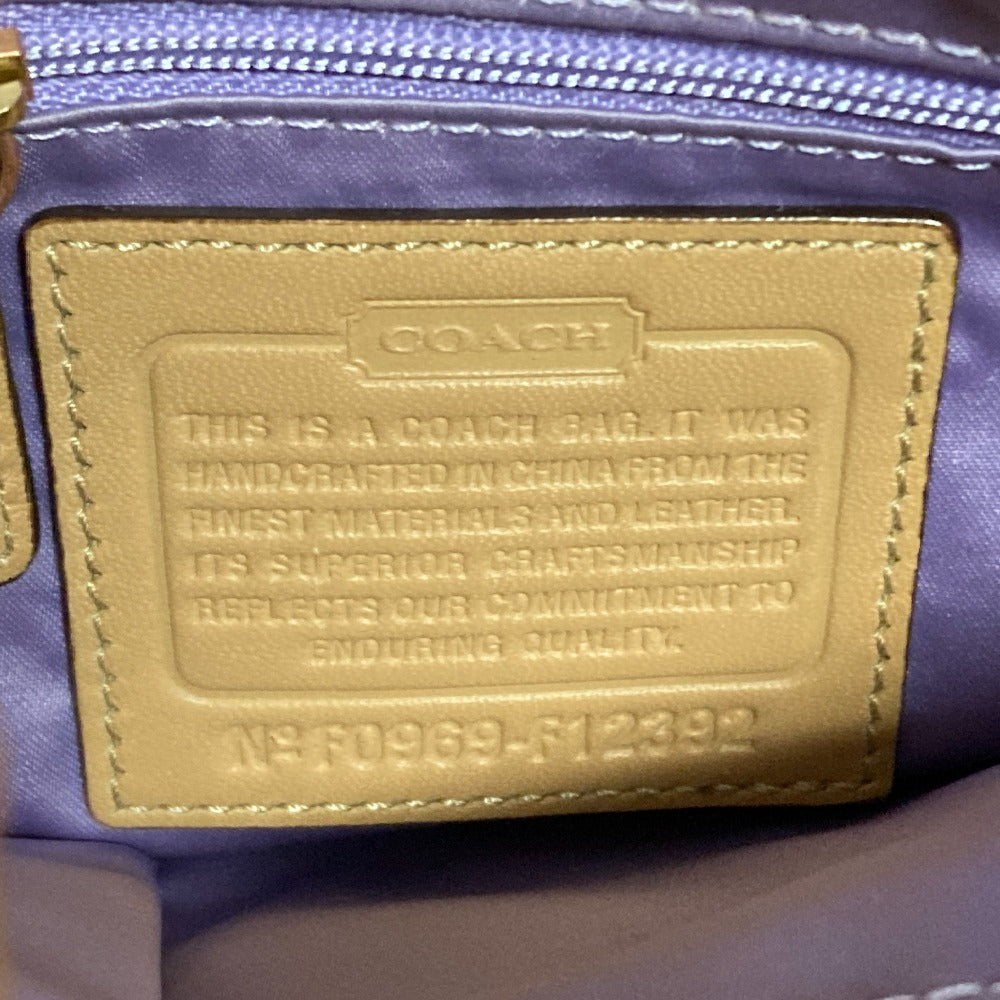 COACH
THIS IS A COACH BAG. IT WAS
HANDCRAFTED IN CHINA FROM THE
FINEST MATERIALS AND LEATHER.
ITS SUPERIOR CRAFTSMANSHIP
REFLECTS OUR COMMITMENT TO
ENDURING QUALITY.
Nº F0969-F12392